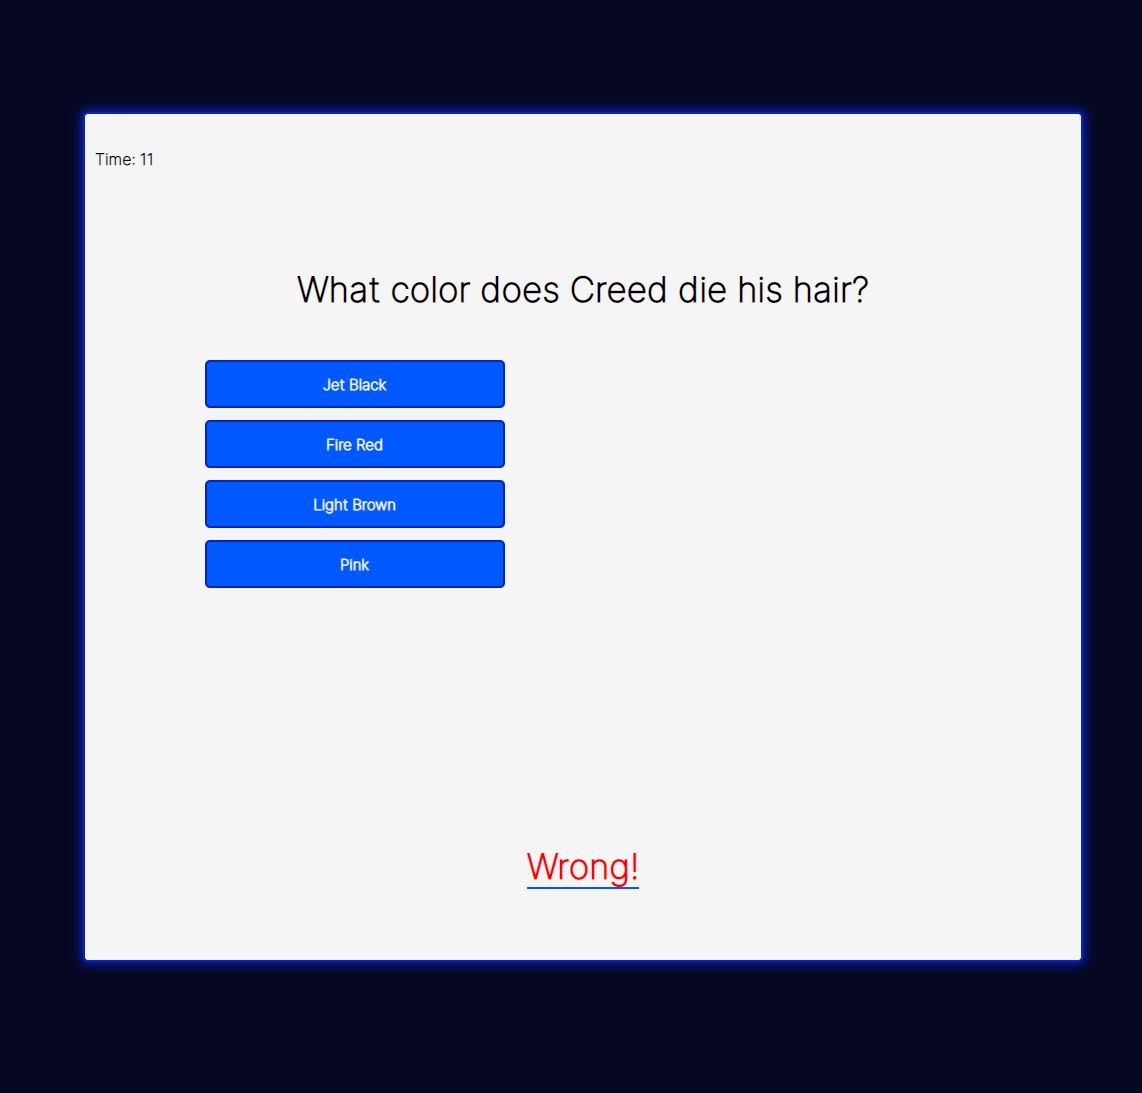 Time: 11
What color does Creed die his hair?
Jet Black
Fire Red
Light Brown
Pink
Wrong!